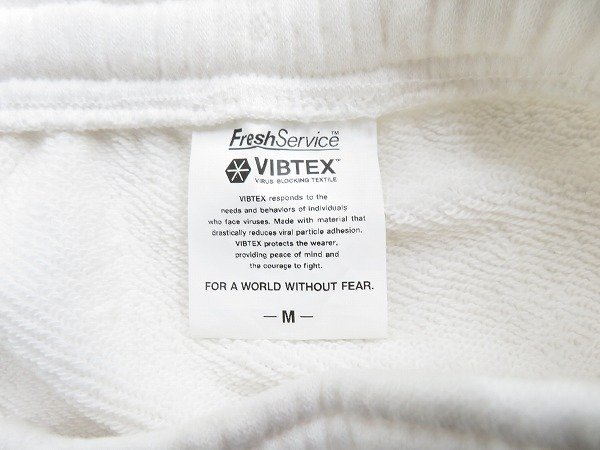 FreshService™
VIBTEX™
VIRUS BLOCKING TEXTILE
VIBTEX responds to the
needs and behaviors of individuals
who face viruses. Made with material that
drastically reduces viral particle adhesion.
VIBTEX protects the wearer,
providing peace of mind and
the courage to fight.
FOR A WORLD WITHOUT FEAR.
— M —